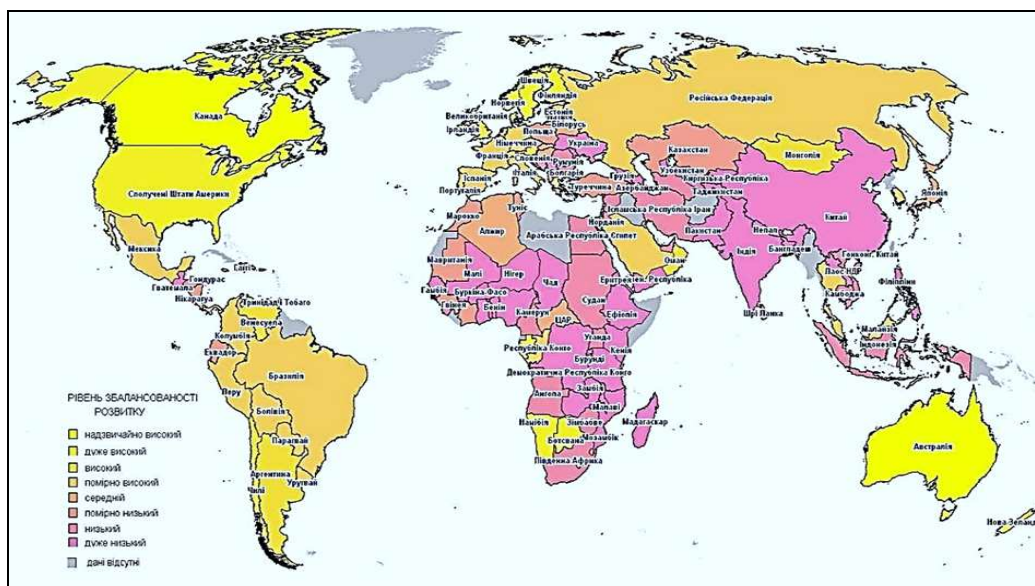 Канада
Сполучені Штати Америки
Мексика
Гаїті
Гондурас
Гватемала
Нікарагуа
Тринідад і Тобаго
Венесуела
Колумбія
Еквадор
Перу
Бразилія
Болівія
Парагвай
Аргентина
Чилі
Уругвай
Швеція
Норвегія
Фінляндія
Естонія
Великобританія
Білорусь
Ірландія
Польща
Німеччина
Україна
Франція
Словенія
Румунія
Болгарія
Італія
Іспанія
Португалія
Грузія
Туреччина
Азербайджан
Російська Федерація
Казахстан
Узбекистан
Киргизька Республіка
Таджикистан
Монголія
Китай
Японія
Ісламська Республіка Іран
Пакистан
Непал
Індія
Бангладеш
Гонконг, Китай
Лаос НДР
Камбоджа
Філіппіни
Шрі Ланка
Малайзія
Індонезія
Туніс
Марокко
Алжир
Йорданія
Арабська Республіка Єгипет
Оман
Мавританія
Малі
Нігер
Чад
Судан
Гамбія
Буркіна-Фасо
Гвінея
Бенін
Камерун
ЦАР
Ефіопія
Уганда
Кенія
Республіка Конго
Бурунді
Демократична Республіка Конго
Ангола
Замбія
Малаві
Намібія
Зімбабве
Ботсвана
Мозамбік
Мадагаскар
Південна Африка
Австралія
РІВЕНЬ ЗБАЛАНСОВАНОСТІ
РОЗВИТКУ
надзвичайно високий
дуже високий
високий
помірно високий
середній
помірно низький
низький
дуже низький
дані відсутні